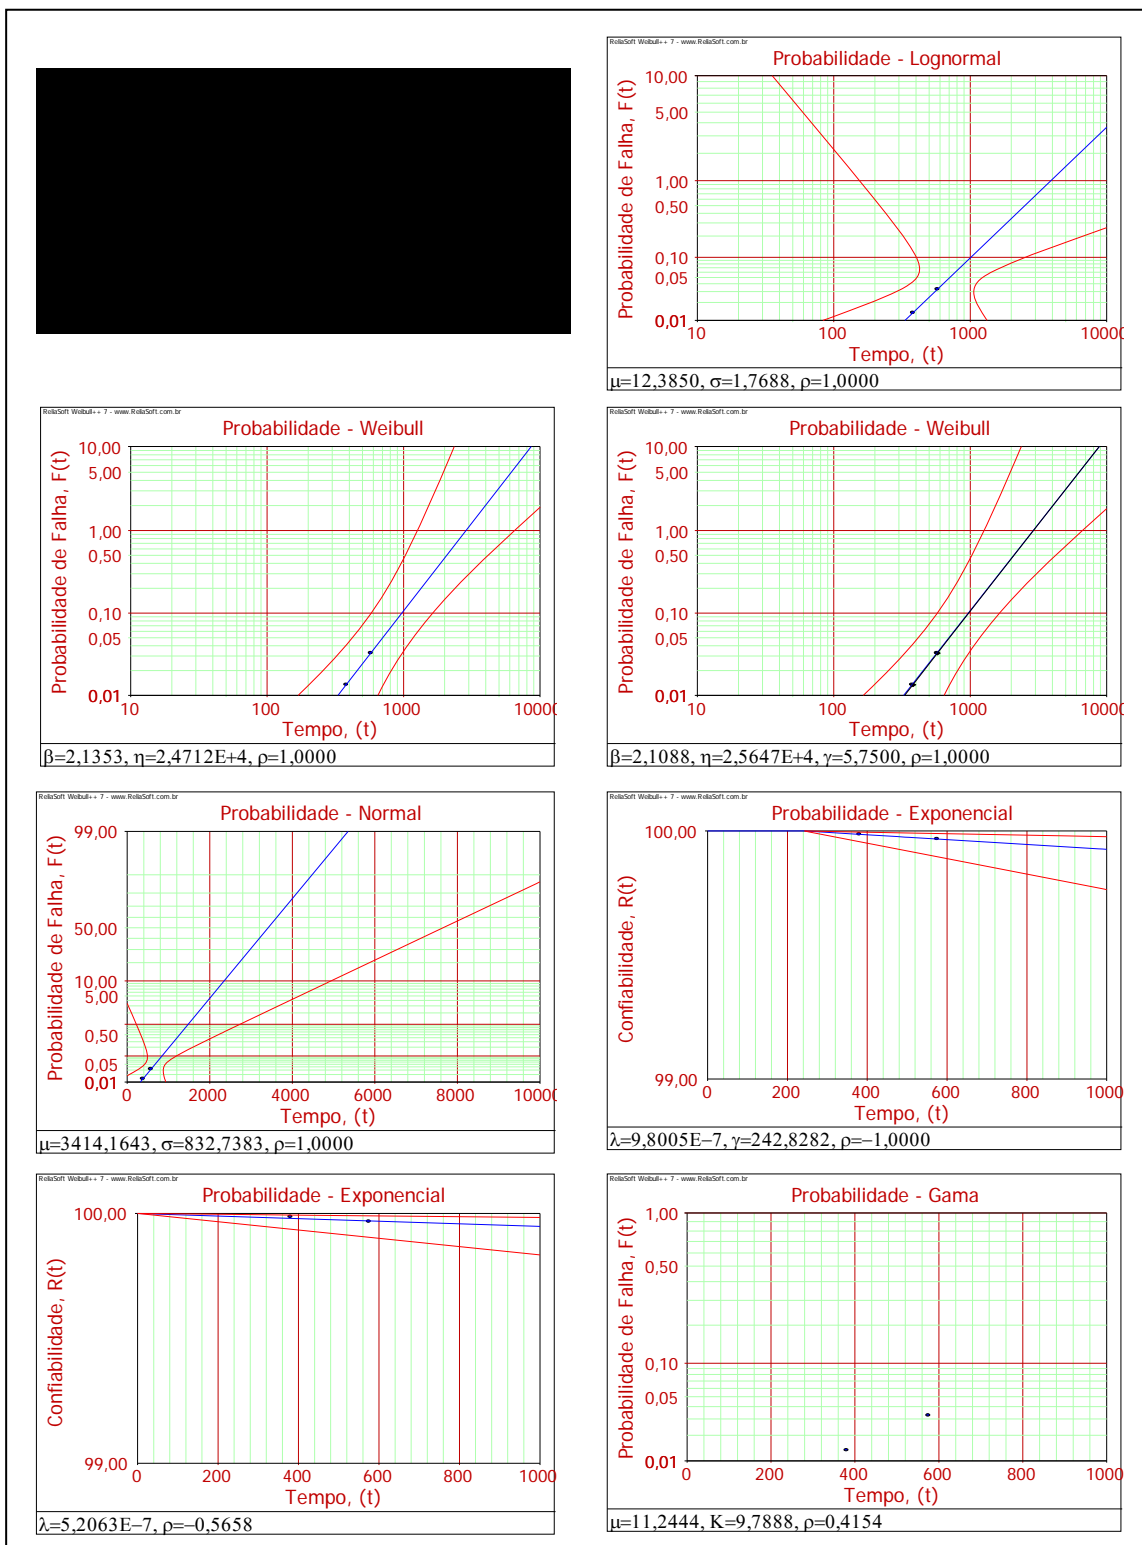 ReliaSoft Weibull++ 7 - www.ReliaSoft.com.br
Probabilidade - Lognormal
Probabilidade de Falha, F(t)
10,00
5,00
1,00
0,50
0,10
0,05
0,01
10
100
1000
10000
Tempo, (t)
μ=12,3850, σ=1,7688, ρ=1,0000
ReliaSoft Weibull++ 7 - www.ReliaSoft.com.br
Probabilidade - Weibull
Probabilidade de Falha, F(t)
10,00
5,00
1,00
0,50
0,10
0,05
0,01
10
100
1000
10000
Tempo, (t)
β=2,1353, η=2,4712E+4, ρ=1,0000
ReliaSoft Weibull++ 7 - www.ReliaSoft.com.br
Probabilidade - Weibull
Probabilidade de Falha, F(t)
10,00
5,00
1,00
0,50
0,10
0,05
0,01
10
100
1000
10000
Tempo, (t)
β=2,1088, η=2,5647E+4, γ=5,7500, ρ=1,0000
ReliaSoft Weibull++ 7 - www.ReliaSoft.com.br
Probabilidade - Normal
Probabilidade de Falha, F(t)
99,00
50,00
10,00
5,00
0,50
0,05
0,01
0
2000
4000
6000
8000
10000
Tempo, (t)
μ=3414,1643, σ=832,7383, ρ=1,0000
ReliaSoft Weibull++ 7 - www.ReliaSoft.com.br
Probabilidade - Exponencial
Confiabilidade, R(t)
100,00
99,00
0
200
400
600
800
1000
Tempo, (t)
λ=9,8005E−7, γ=242,8282, ρ=−1,0000
ReliaSoft Weibull++ 7 - www.ReliaSoft.com.br
Probabilidade - Exponencial
Confiabilidade, R(t)
100,00
99,00
0
200
400
600
800
1000
Tempo, (t)
λ=5,2063E−7, ρ=−0,5658
ReliaSoft Weibull++ 7 - www.ReliaSoft.com.br
Probabilidade - Gama
Probabilidade de Falha, F(t)
1,00
0,50
0,10
0,05
0,01
0
200
400
600
800
1000
Tempo, (t)
μ=11,2444, K=9,7888, ρ=0,4154